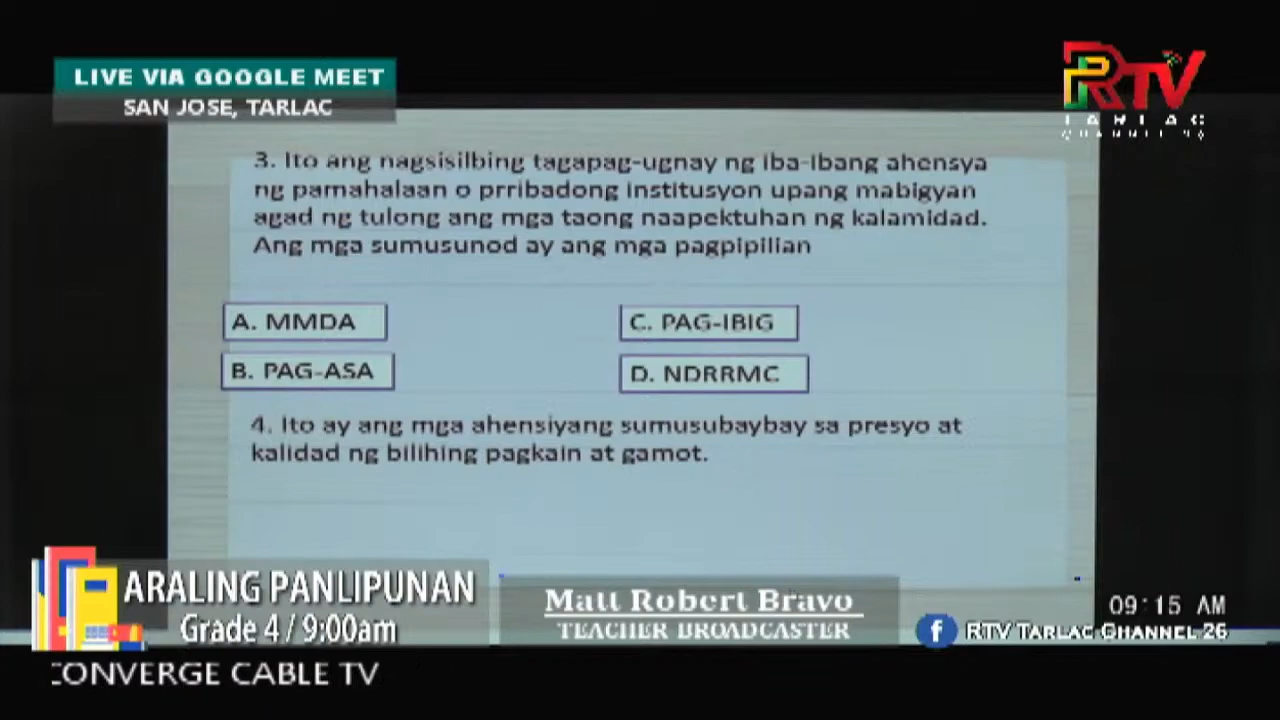 LIVE VIA GOOGLE MEET
SAN JOSE, TARLAC
RTV
TARLAC
CHANNEL 26
3. Ito ang nagsisilbing tagapag-ugnay ng iba-ibang ahensya
ng pamahalaan o prribadong institusyon upang mabigyan
agad ng tulong ang mga taong naapektuhan ng kalamidad.
Ang mga sumusunod ay ang mga pagpipilian
A. MMDA
C. PAG-IBIG
B. PAG-ASA
D. NDRRMC
4. Ito ay ang mga ahensiyang sumusubaybay sa presyo at
kalidad ng bilihing pagkain at gamot.
ARALING PANLIPUNAN
Grade 4 / 9:00am
Matt Robert Bravo
TEACHER BROADCASTER
09:15 AM
f RTV TARLAC CHANNEL 26
CONVERGE CABLE TV